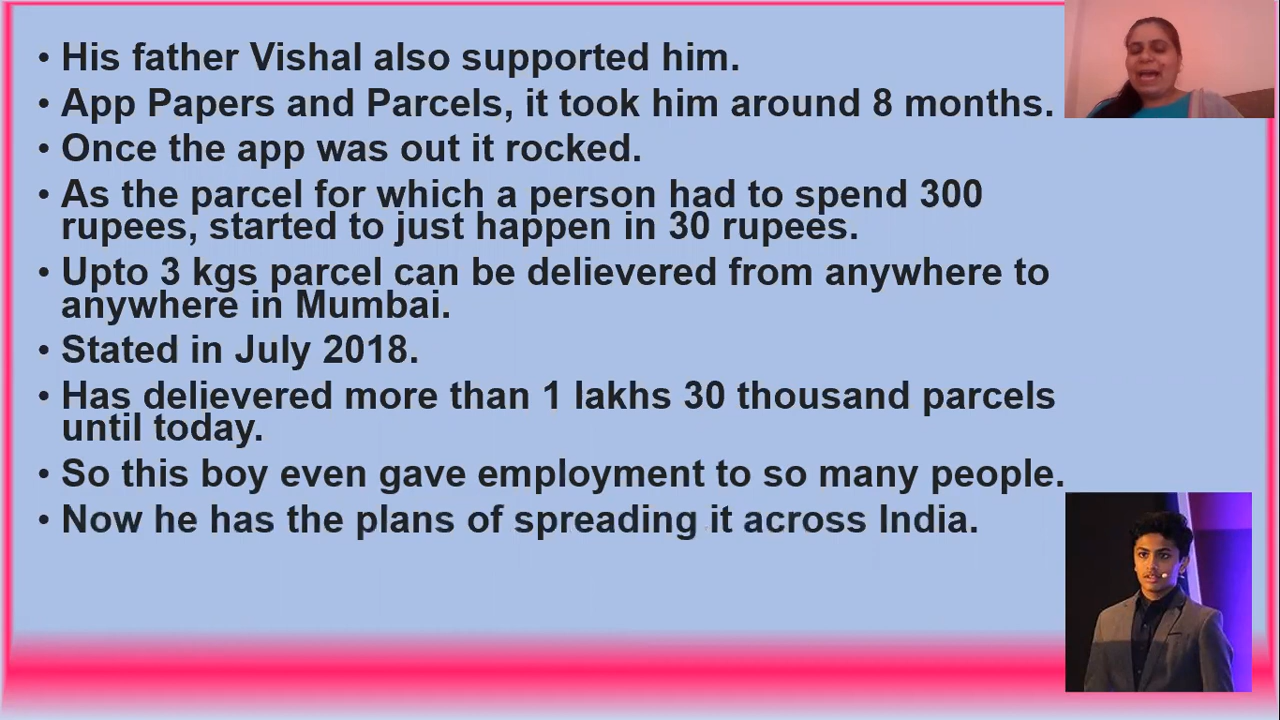 • His father Vishal also supported him.
• App Papers and Parcels, it took him around 8 months.
• Once the app was out it rocked.
• As the parcel for which a person had to spend 300
rupees, started to just happen in 30 rupees.
• Upto 3 kgs parcel can be delievered from anywhere to
anywhere in Mumbai.
• Stated in July 2018.
• Has delievered more than 1 lakhs 30 thousand parcels
until today.
• So this boy even gave employment to so many people.
• Now he has the plans of spreading it across India.